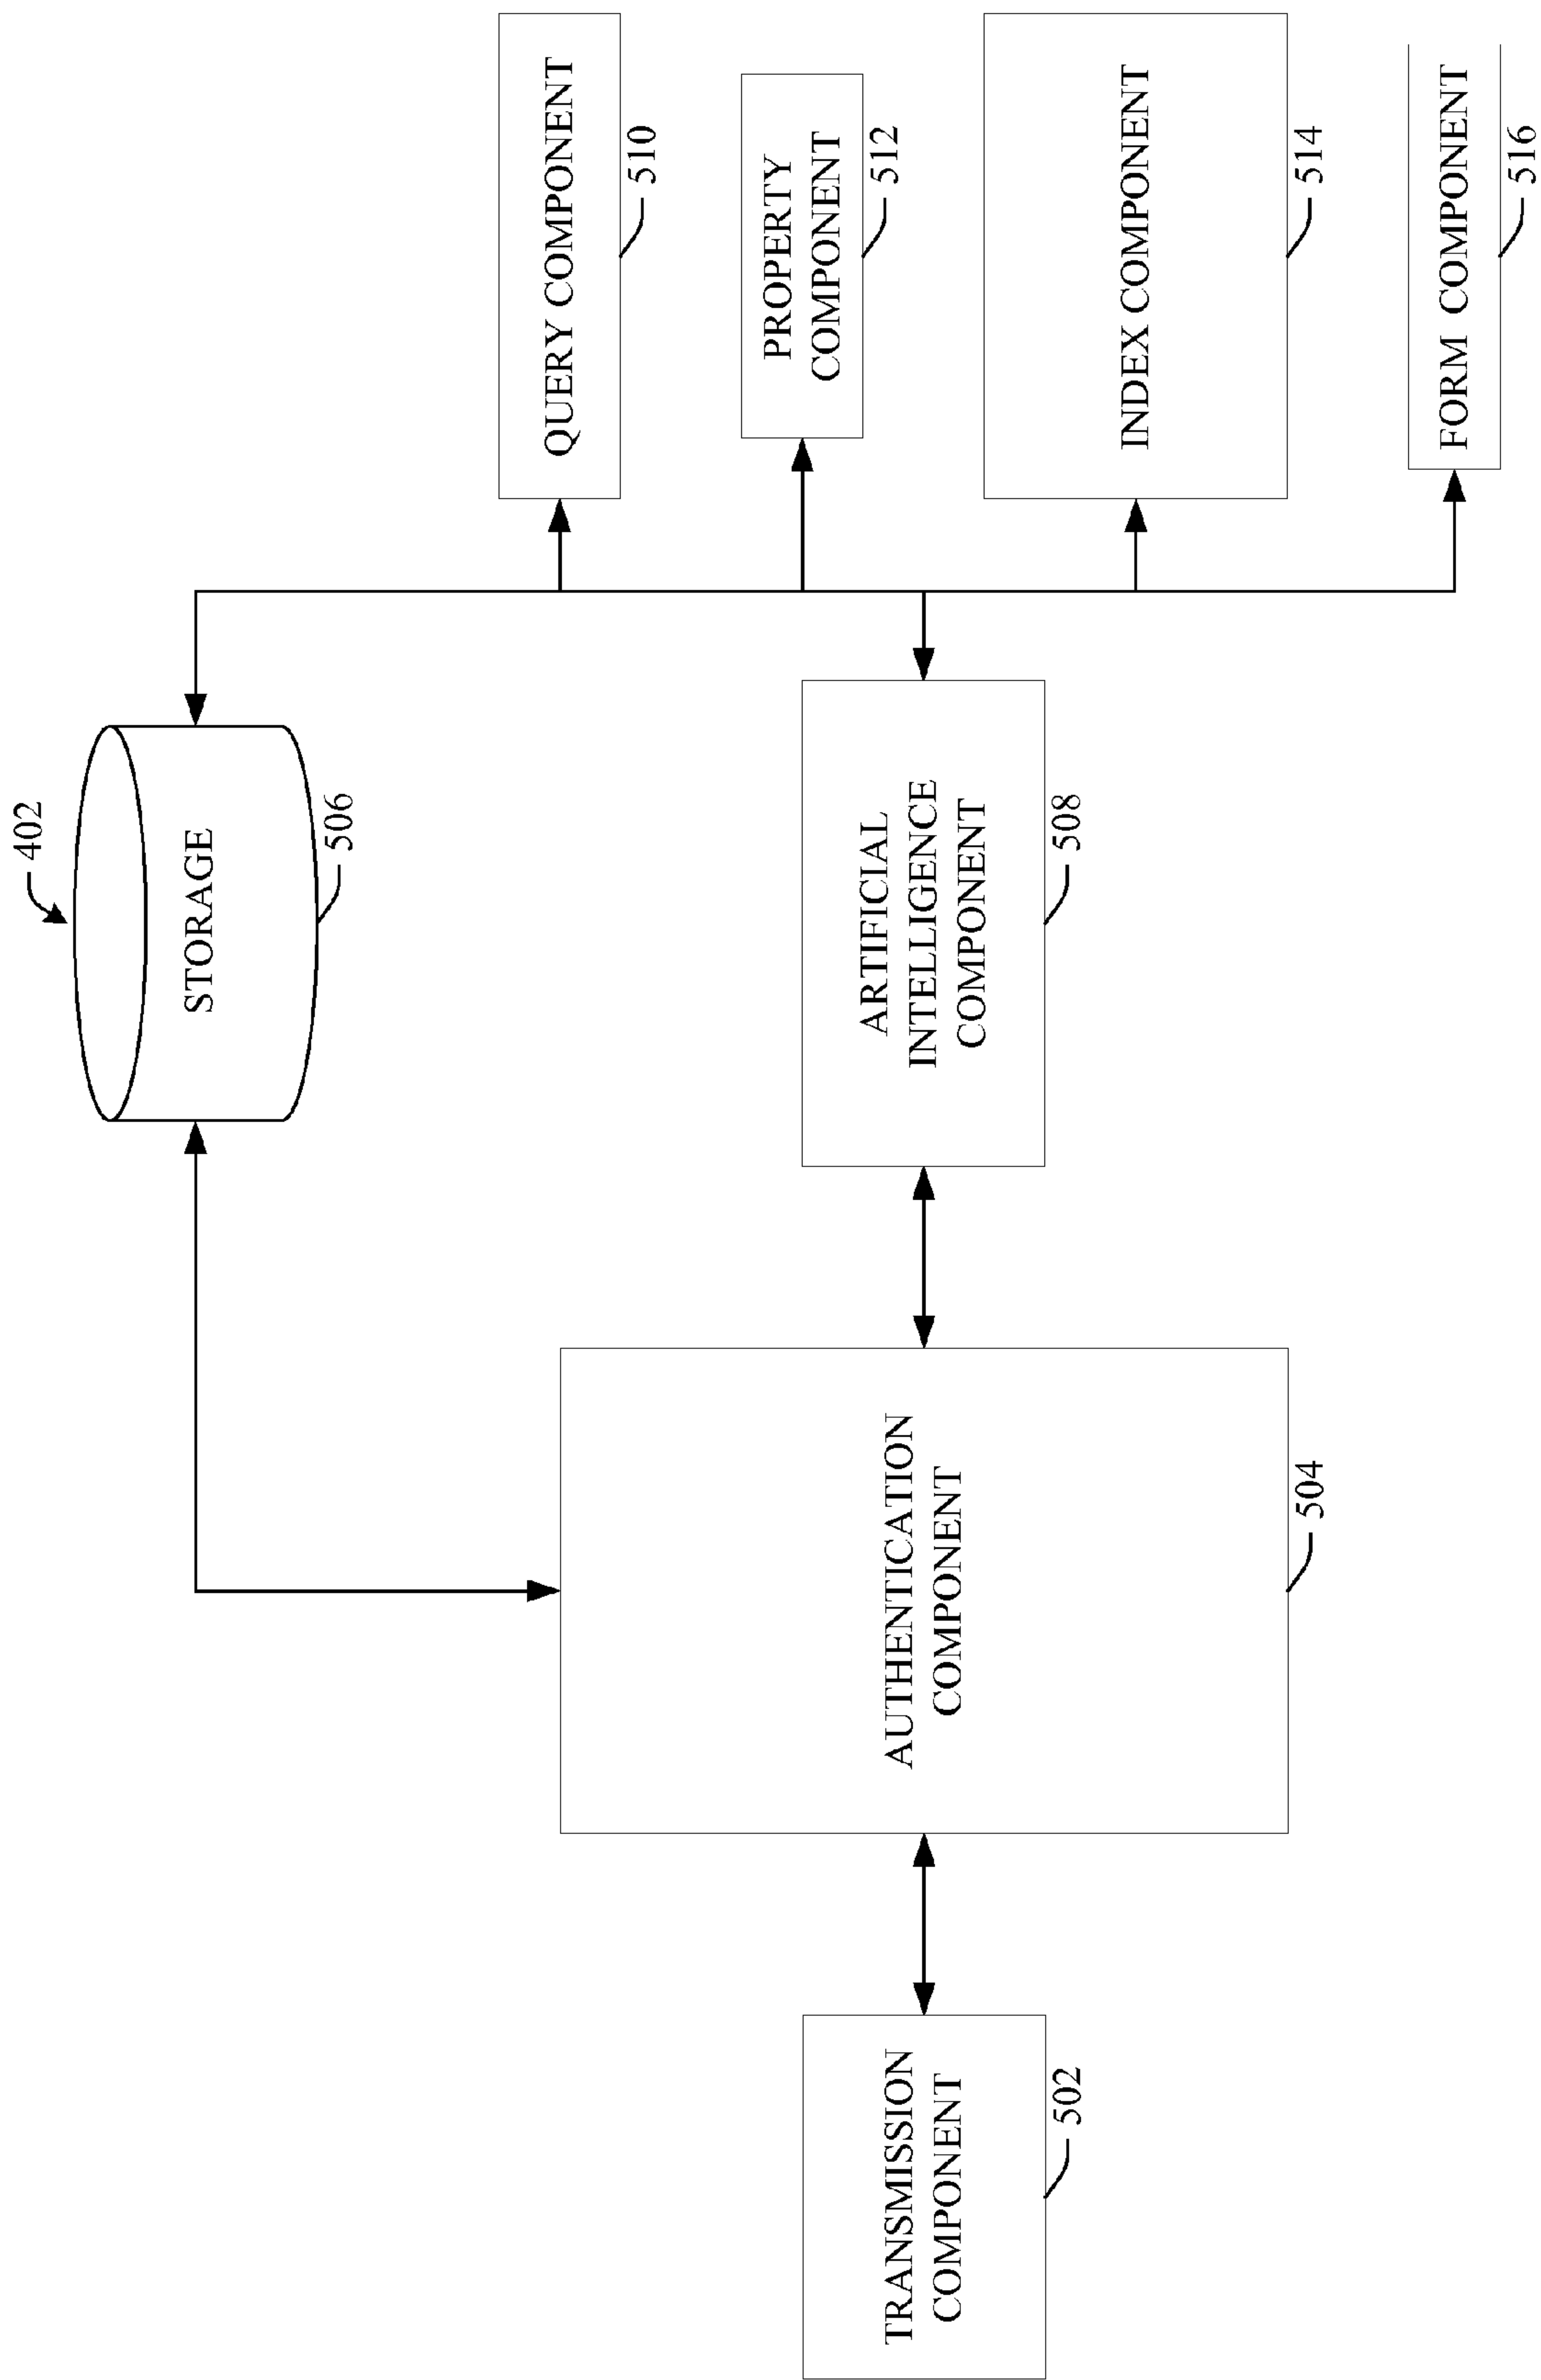 402
STORAGE
506
QUERY COMPONENT
510
PROPERTY
COMPONENT
512
TRANSMISSION
COMPONENT
502
AUTHENTICATION
COMPONENT
504
ARTIFICIAL
INTELLIGENCE
COMPONENT
508
INDEX COMPONENT
514
FORM COMPONENT
516